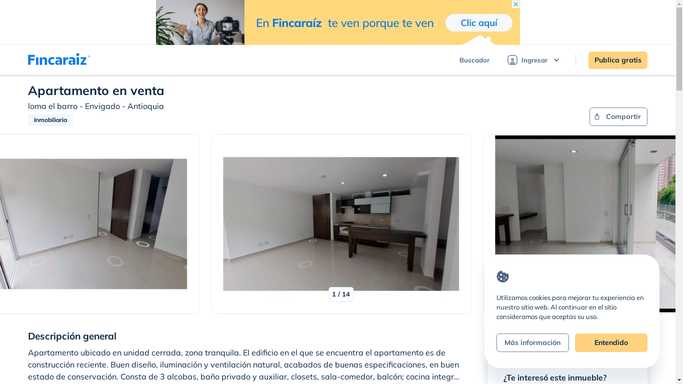 En Fincaraíz te ven porque te ven
Clic aquí
Fincaraiz
Buscador
Ingresar
Publica gratis
Apartamento en venta
loma el barro - Envigado - Antioquia
Inmobiliaria
Compartir
1 / 14
Utilizamos cookies para mejorar tu experiencia en
nuestro sitio web. Al continuar en el sitio
consideramos que aceptas su uso.
Más información
Entendido
Descripción general
Apartamento ubicado en unidad cerrada, zona tranquila. El edificio en el que se encuentra el apartamento es de
construcción reciente. Buen diseño, iluminación y ventilación natural, acabados de buenas especificaciones, en buen
estado de conservación. Consta de 3 alcobas, baño privado y auxiliar, closets, sala-comedor, balcón; cocina integr...
¿Te interesó este inmueble?